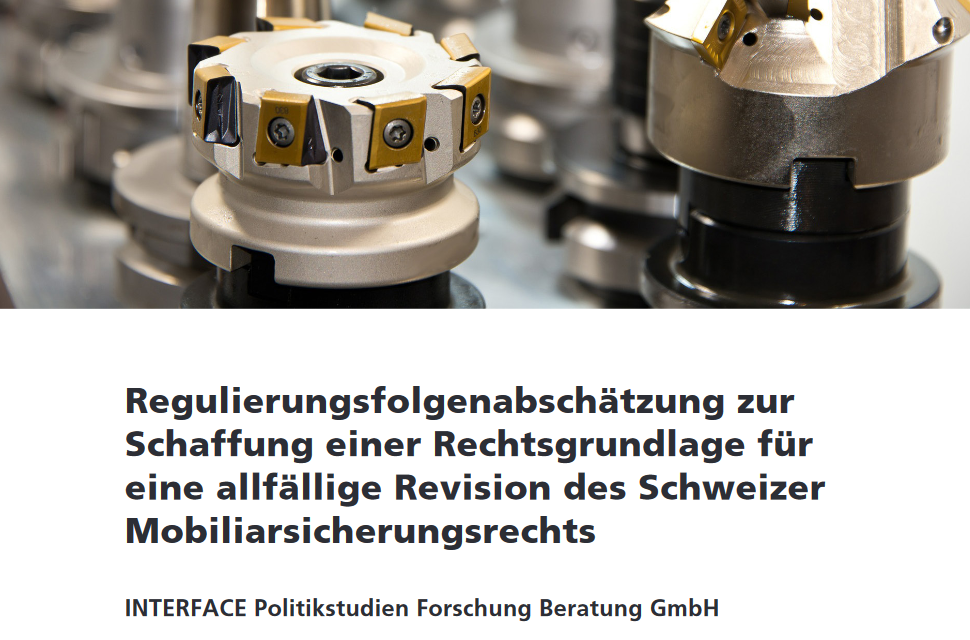 Regulierungsfolgenabschätzung zur
Schaffung einer Rechtsgrundlage für
eine allfällige Revision des Schweizer
Mobiliarsicherungsrechts
INTERFACE Politikstudien Forschung Beratung GmbH